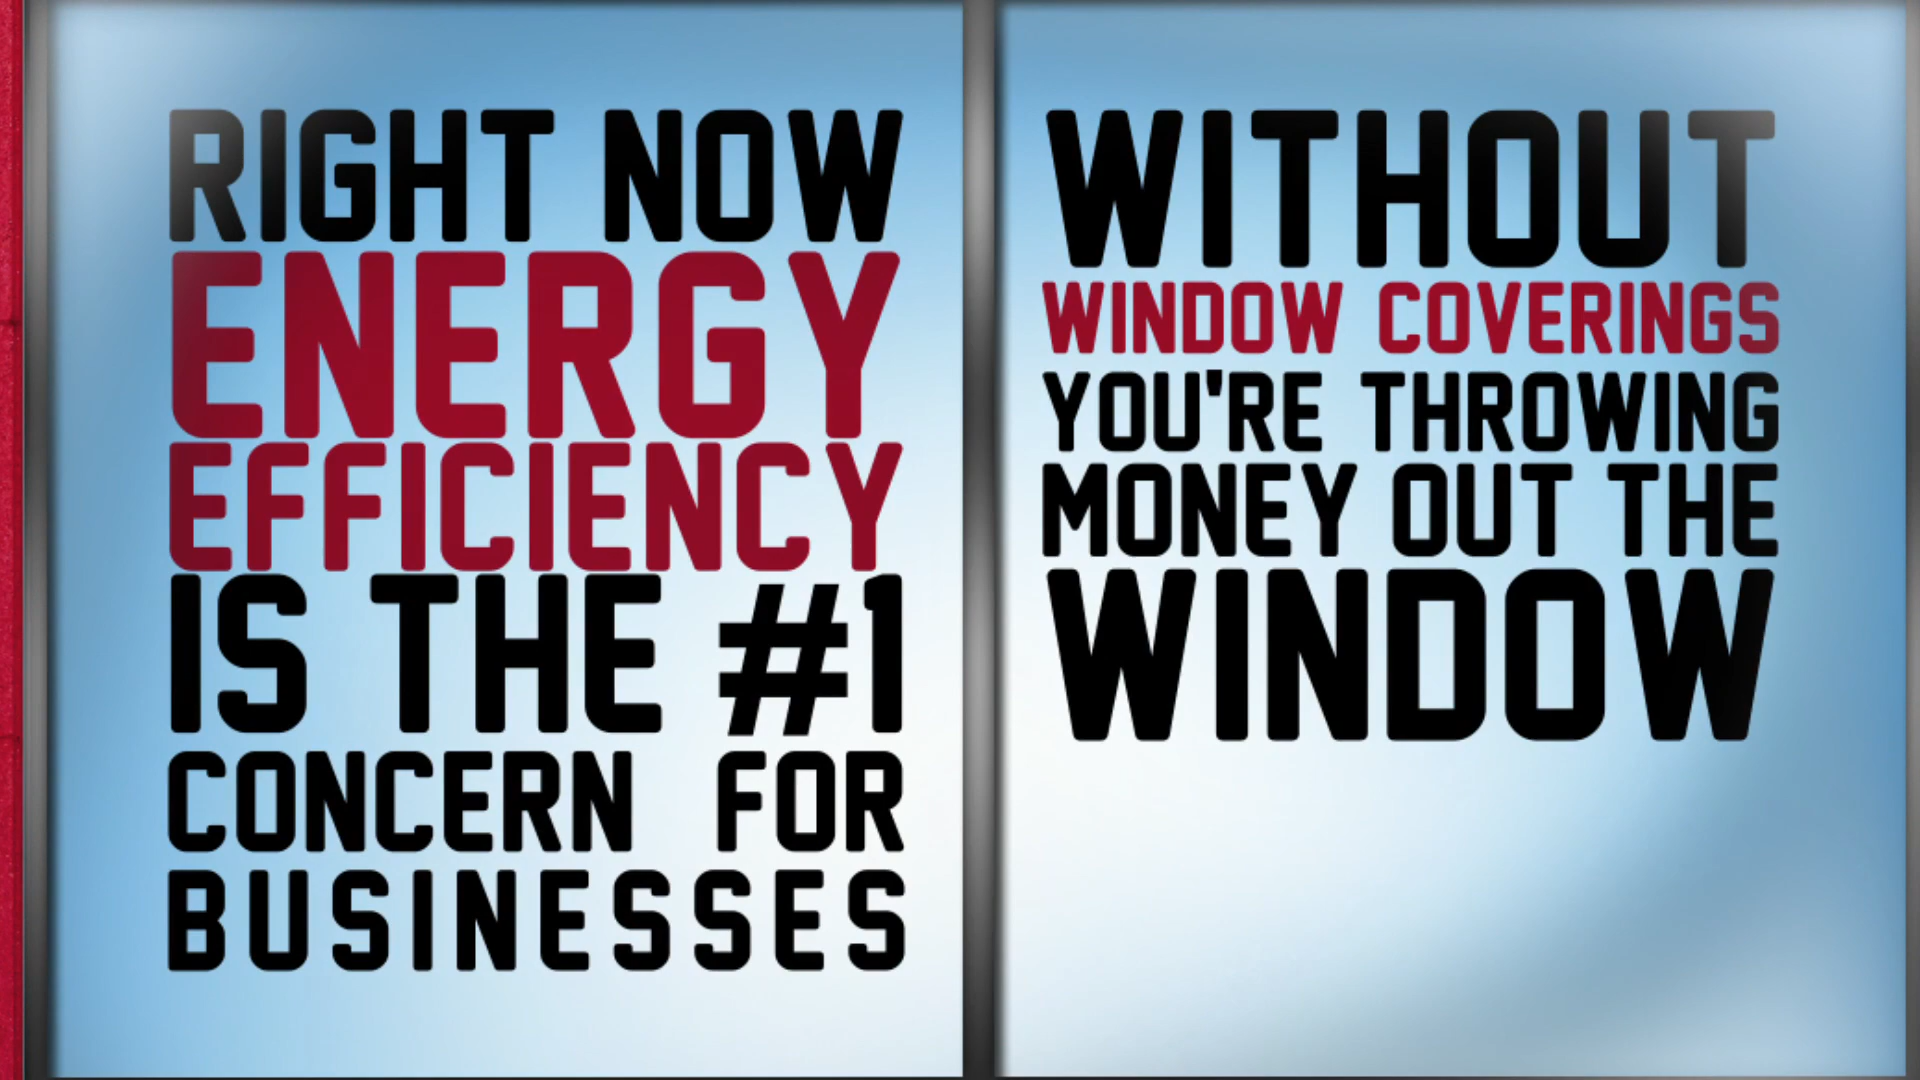 RIGHT NOW
ENERGY
EFFICIENCY
IS THE #1
CONCERN FOR
BUSINESSES
WITHOUT
WINDOW COVERINGS
YOU'RE THROWING
MONEY OUT THE
WINDOW